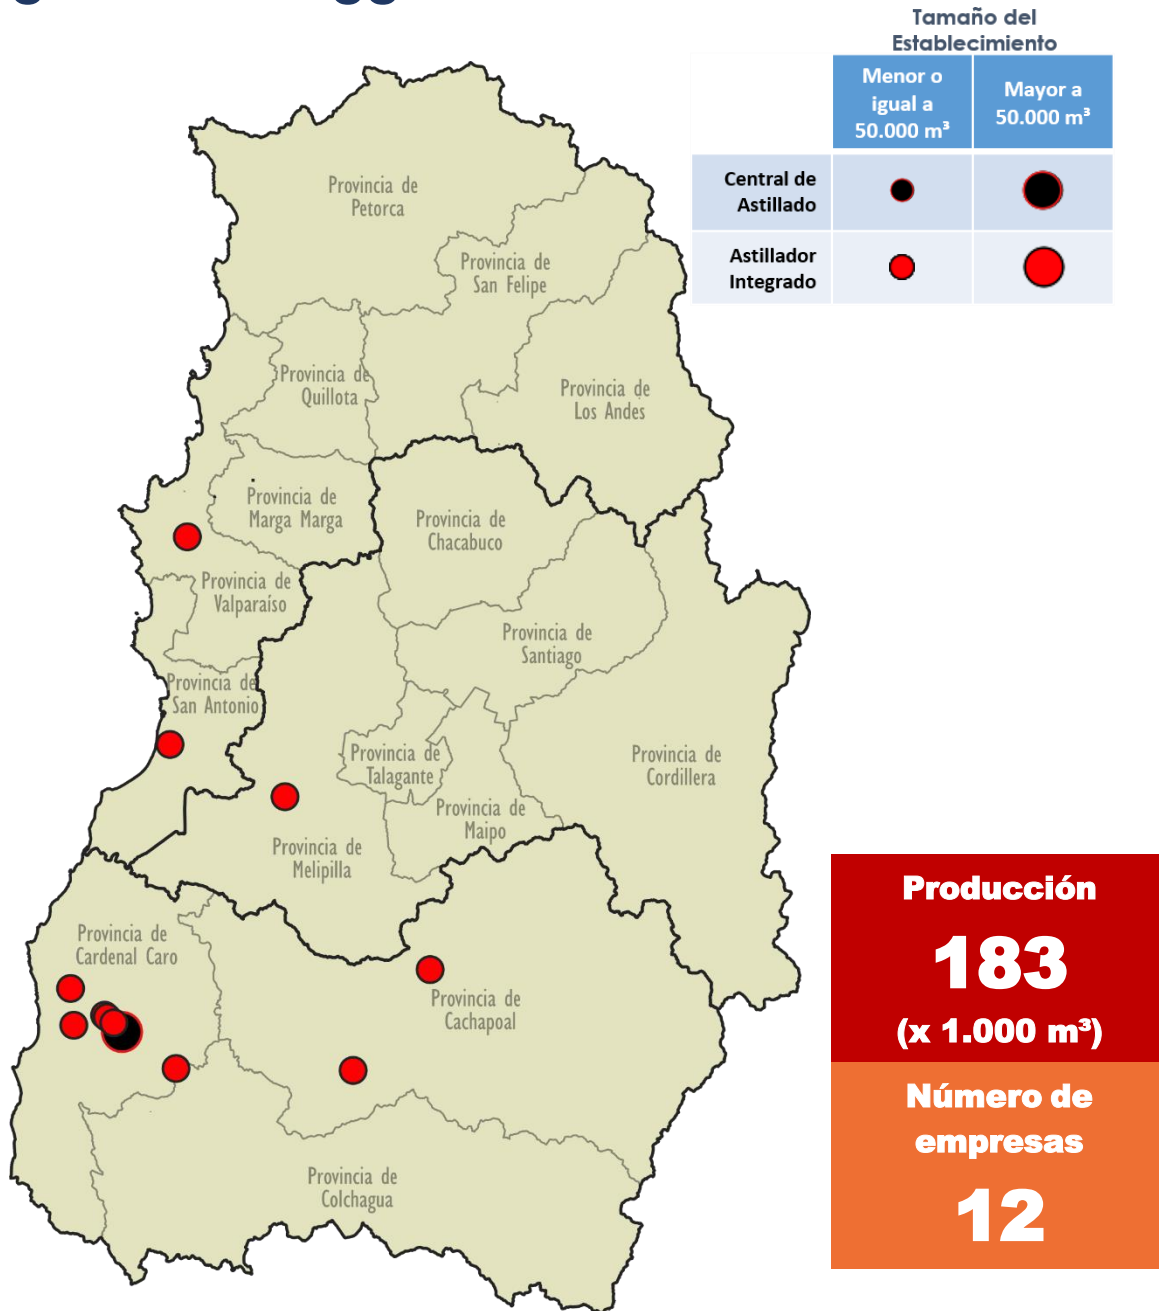 Tamaño del
Establecimiento
Menor o
igual a
50.000 m³
Mayor a
50.000 m³
Central de
Astillado
Astillador
Integrado
Provincia de
Petorca
Provincia de
San Felipe
Provincia de
Quillota
Provincia de
Los Andes
Provincia de
Marga Marga
Provincia de
Chacabuco
Provincia de
Valparaíso
Provincia de
Santiago
Provincia de
San Antonio
Provincia de
Talagante
Provincia de
Cordillera
Provincia de
Maipo
Provincia de
Melipilla
Provincia de
Cardenal Caro
Provincia de
Cachapoal
Provincia de
Colchagua
Producción
183
(x 1.000 m³)
Número de
empresas
12